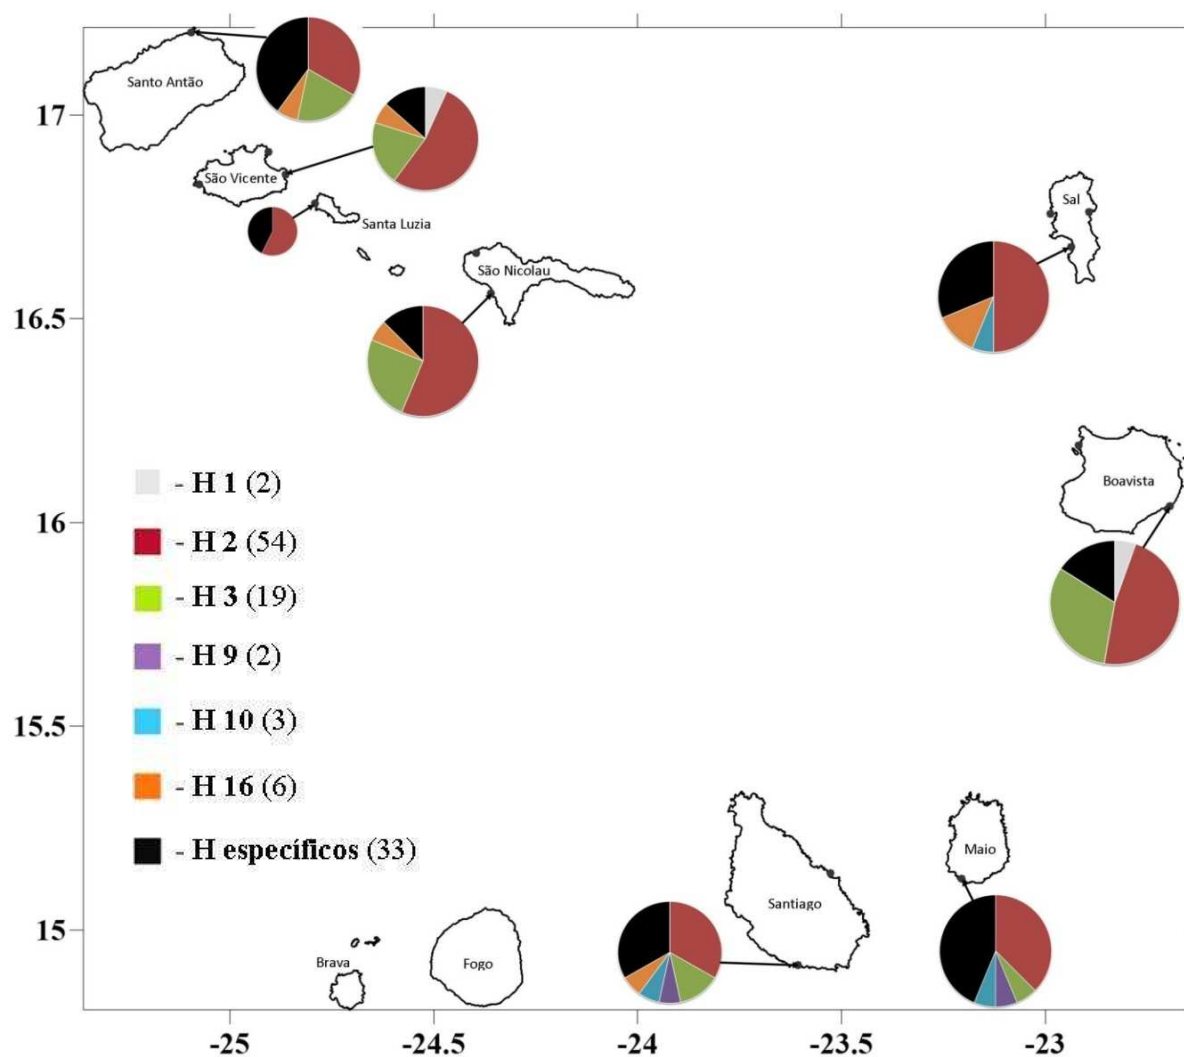 Santo Antão
17
São Vicente
Sal
Santa Luzia
São Nicolau
16.5
- H 1 (2)
Boavista
16
- H 2 (54)
- H 3 (19)
- H 9 (2)
15.5
- H 10 (3)
- H 16 (6)
- H específicos (33)
Maio
Santiago
15
Brava
Fogo
-25
-24.5
-24
-23.5
-23